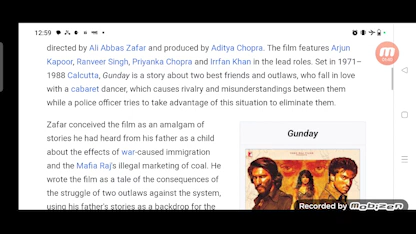 12:59
directed by Ali Abbas Zafar and produced by Aditya Chopra. The film features Arjun
Kapoor, Ranveer Singh, Priyanka Chopra and Irrfan Khan in the lead roles. Set in 1971–
1988 Calcutta, Gunday is a story about two best friends and outlaws, who fall in love
with a cabaret dancer, which causes rivalry and misunderstandings between them
while a police officer tries to take advantage of this situation to eliminate them.
Zafar conceived the film as an amalgam of
stories he had heard from his father as a child
about the effects of war-caused immigration
and the Mafia Raj's illegal marketing of coal. He
wrote the film as a tale of the consequences of
the struggle of two outlaws against the system,
using his father's stories as a backdrop for the
Gunday
Recorded by Mobizen